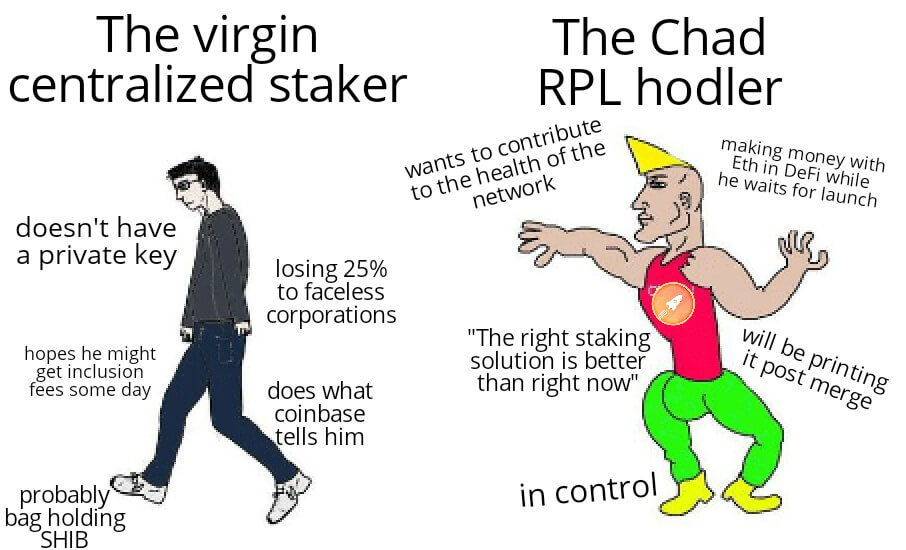 The virgin
centralized staker
doesn't have
a private key
losing 25%
to faceless
corporations
hopes he might
get inclusion
fees some day
does what
coinbase
tells him
probably
bag holding
SHIB
The Chad
RPL hodler
wants to contribute
to the health of the
network
making money with
Eth in DeFi while
he waits for launch
"The right staking
solution is better
than right now"
will be printing
it post merge
in control